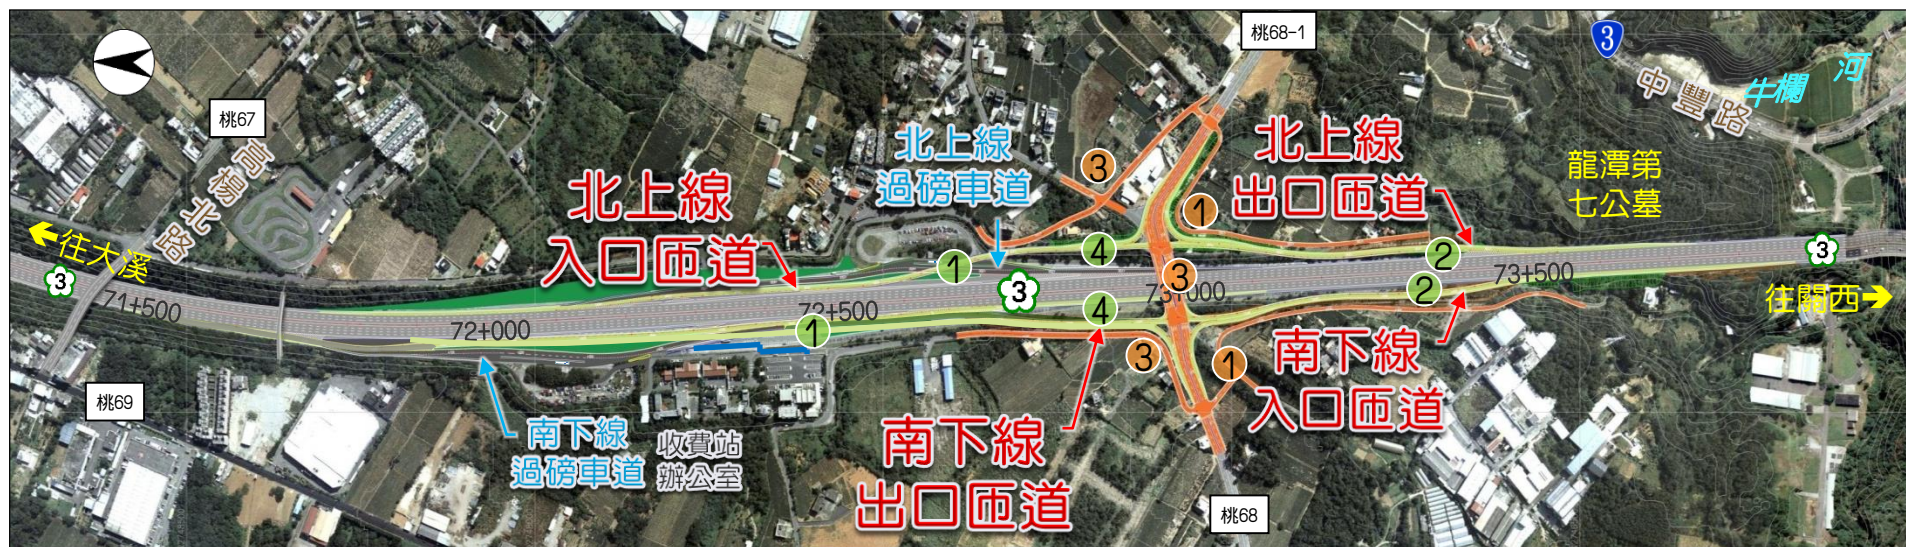 桃68-1
3
桃67
中豐路
牛欄河
高楊北路
北上線
過磅車道
北上線
出口匝道
龍潭第
七公墓
3
1
北上線
入口匝道
←往大溪
3
71+500
72+000
72+500
73+000
73+500
1
4
2
3
3
3
往關西→
1
4
2
3
1
桃69
南下線
過磅車道
收費站
辦公室
南下線
出口匝道
南下線
入口匝道
桃68